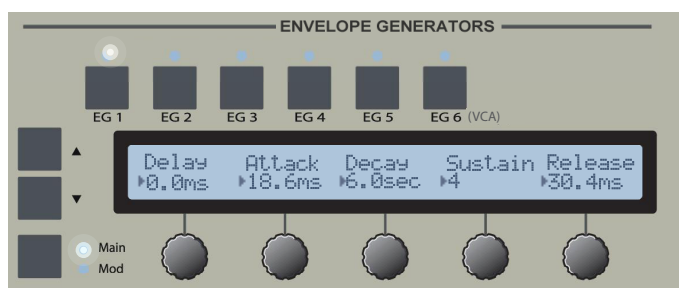 ENVELOPE GENERATORS
EG 1 EG 2 EG 3 EG 4 EG 5 EG 6 (VCA)
Delay Attack Decay Sustain Release
0.0ms 18.6ms 6.0sec 4 30.4ms
Main
Mod